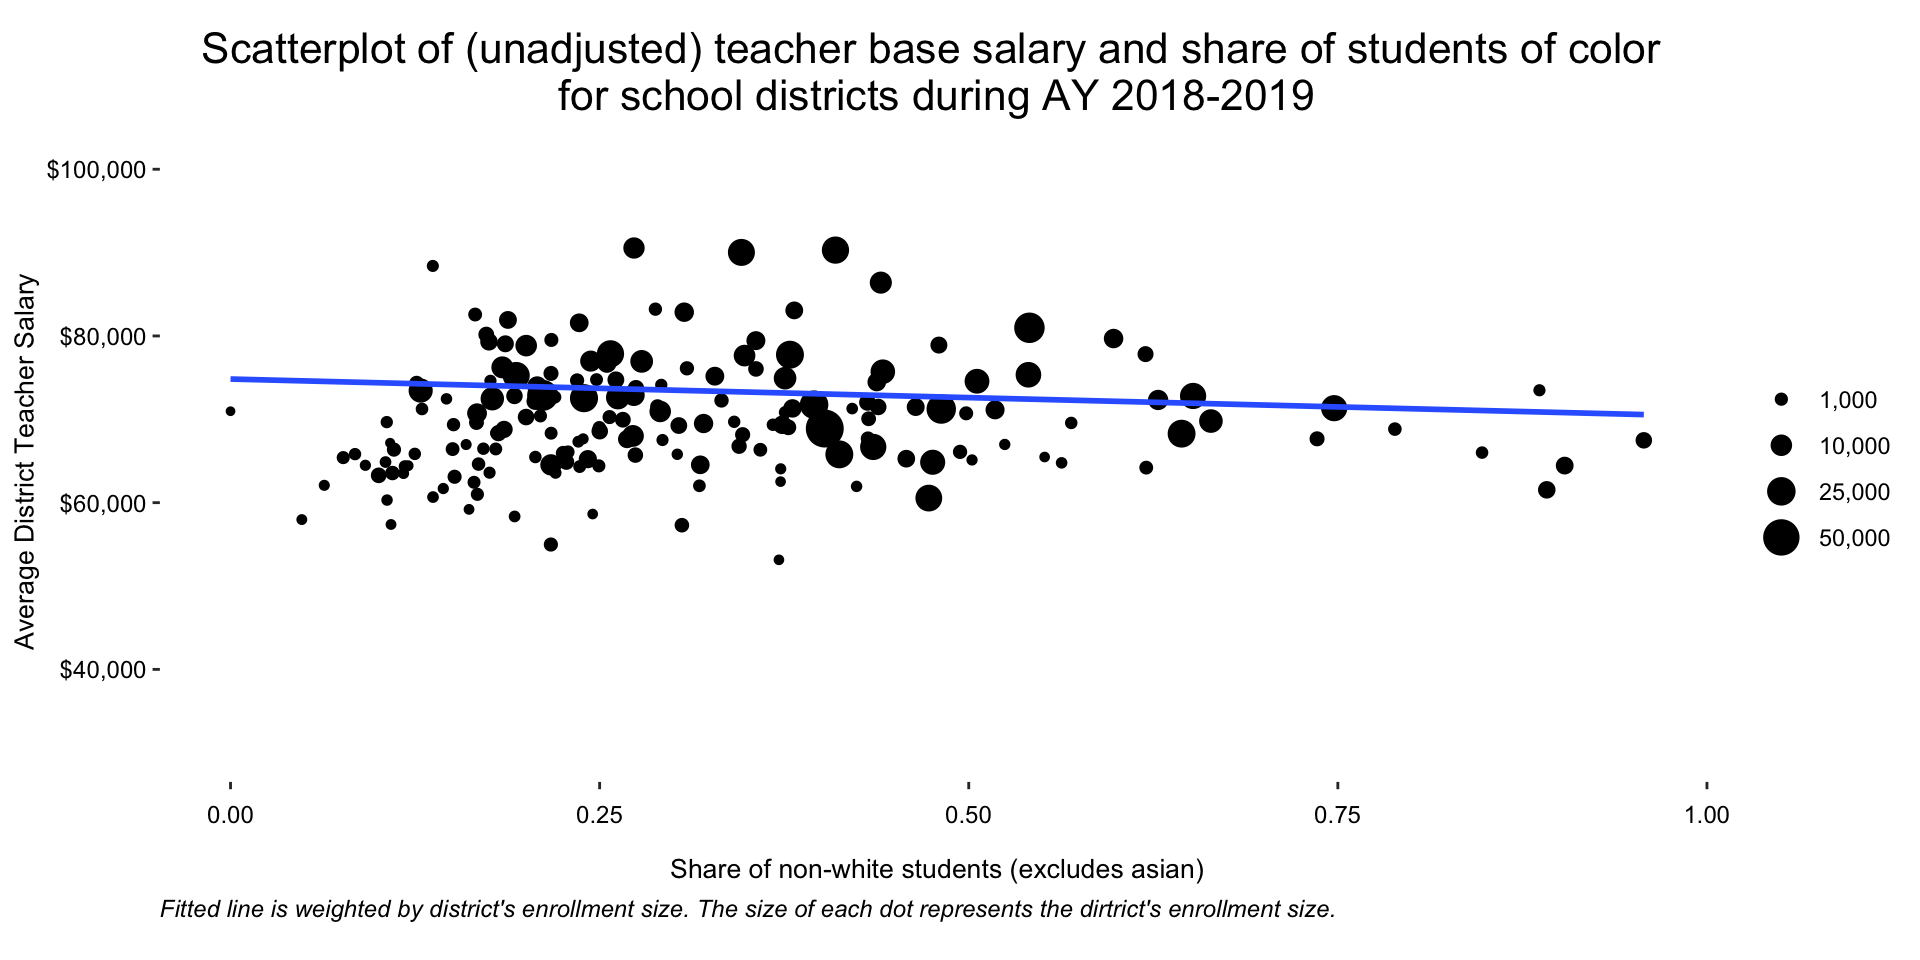 Scatterplot of (unadjusted) teacher base salary and share of students of color
for school districts during AY 2018-2019
Average District Teacher Salary
$100,000
$80,000
$60,000
$40,000
1,000
10,000
25,000
50,000
0.00
0.25
0.50
0.75
1.00
Share of non-white students (excludes asian)
Fitted line is weighted by district's enrollment size. The size of each dot represents the dirtrict's enrollment size.